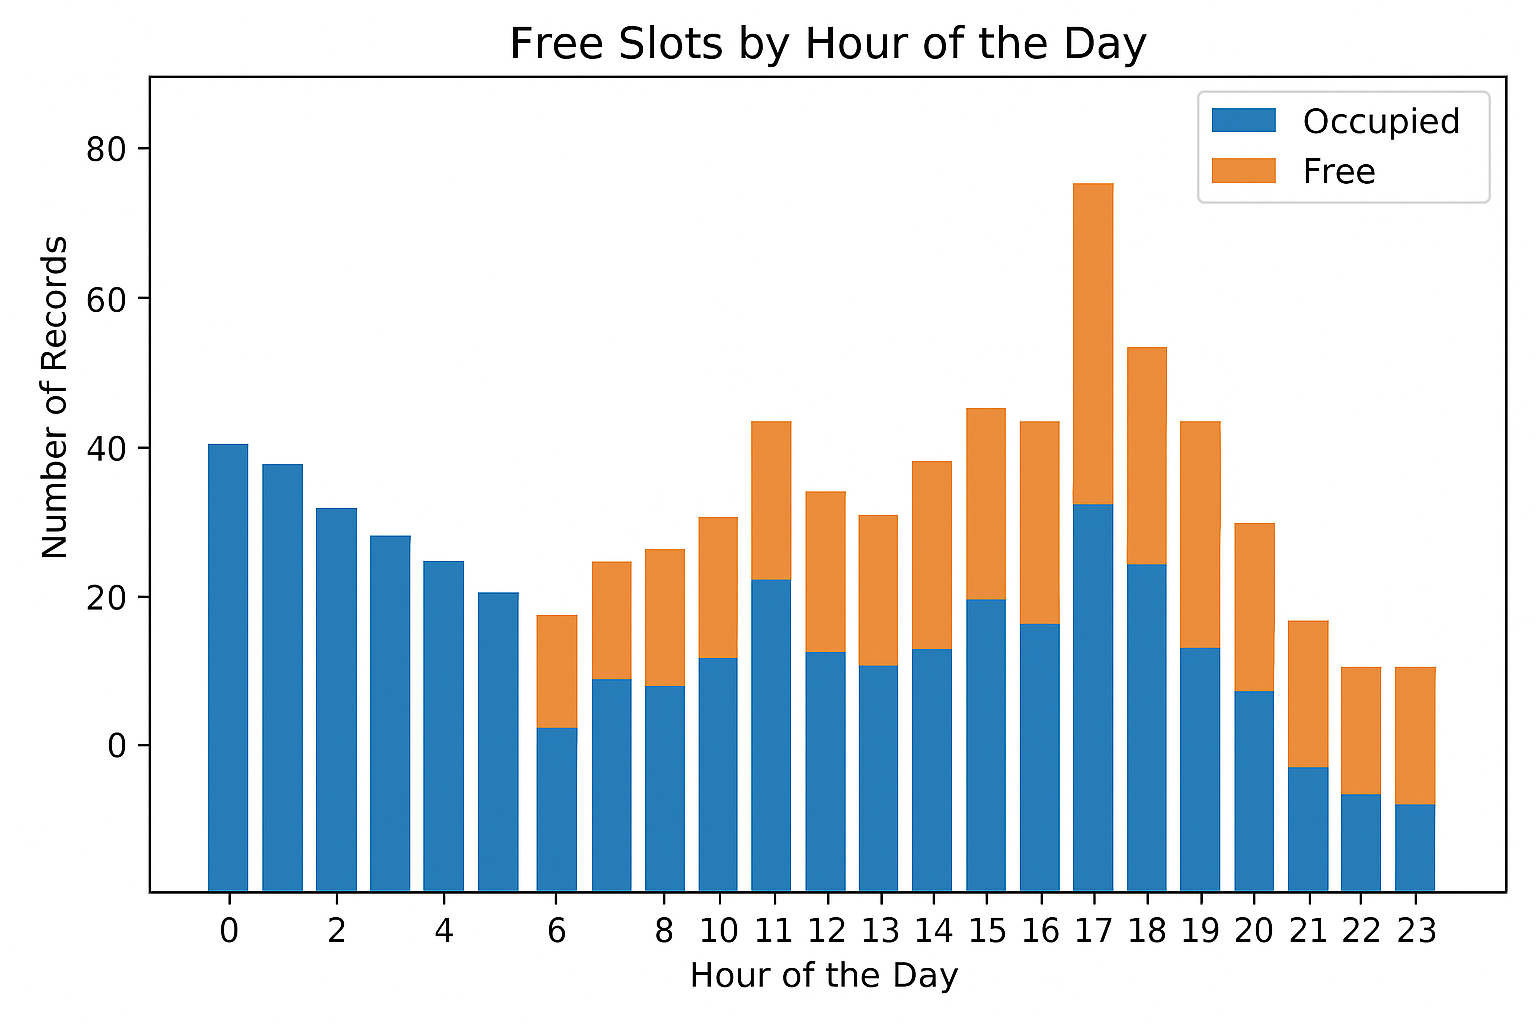 Free Slots by Hour of the Day
Occupied
Free
Number of Records
80
60
40
20
0
0 2 4 6 8 10 11 12 13 14 15 16 17 18 19 20 21 22 23
Hour of the Day